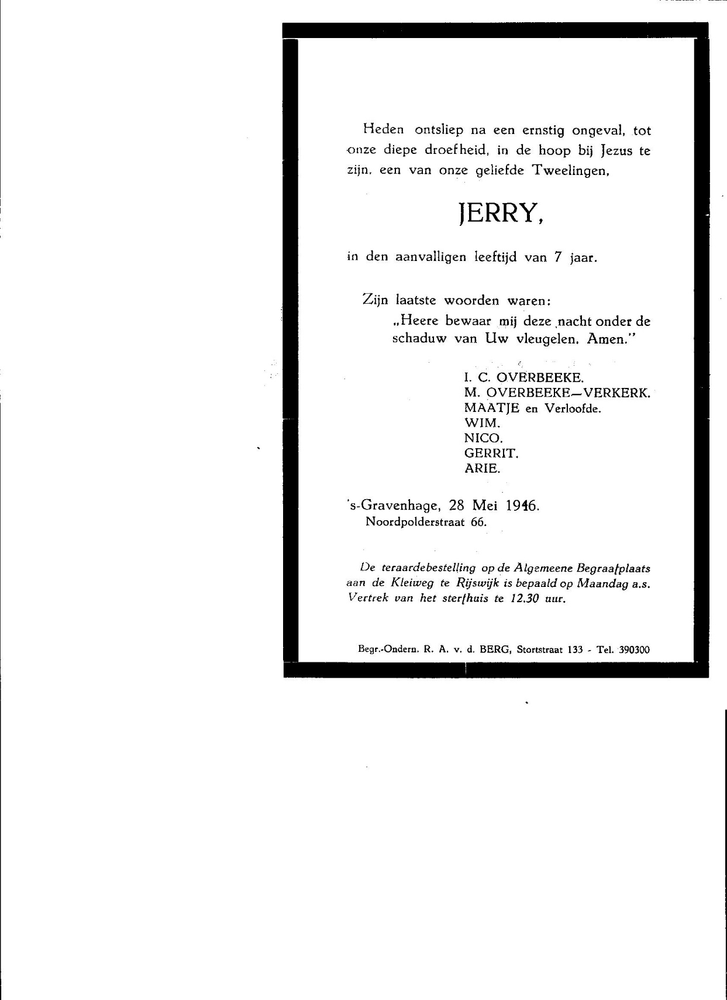 Heden ontsliep na een ernstig ongeval, tot
onze diepe droefheid, in de hoop bij Jezus te
zijn, een van onze geliefde Tweelingen,
JERRY,
in den aanvalligen leeftijd van 7 jaar.
Zijn laatste woorden waren:
„Heere bewaar mij deze nacht onder de
schaduw van Uw vleugelen. Amen.”
I. C. OVERBEEKE.
M. OVERBEEKE—VERKERK.
MAATJE en Verloofde.
WIM.
NICO.
GERRIT.
ARIE.
's-Gravenhage, 28 Mei 1946.
Noordpolderstraat 66.
De teraardebestelling op de Algemeene Begraafplaats
aan de Kleiweg te Rijswijk is bepaald op Maandag a.s.
Vertrek van het sterfhuis te 12.30 uur.
Begr.-Ondern. R. A. v. d. BERG, Stortstraat 133 - Tel. 390300